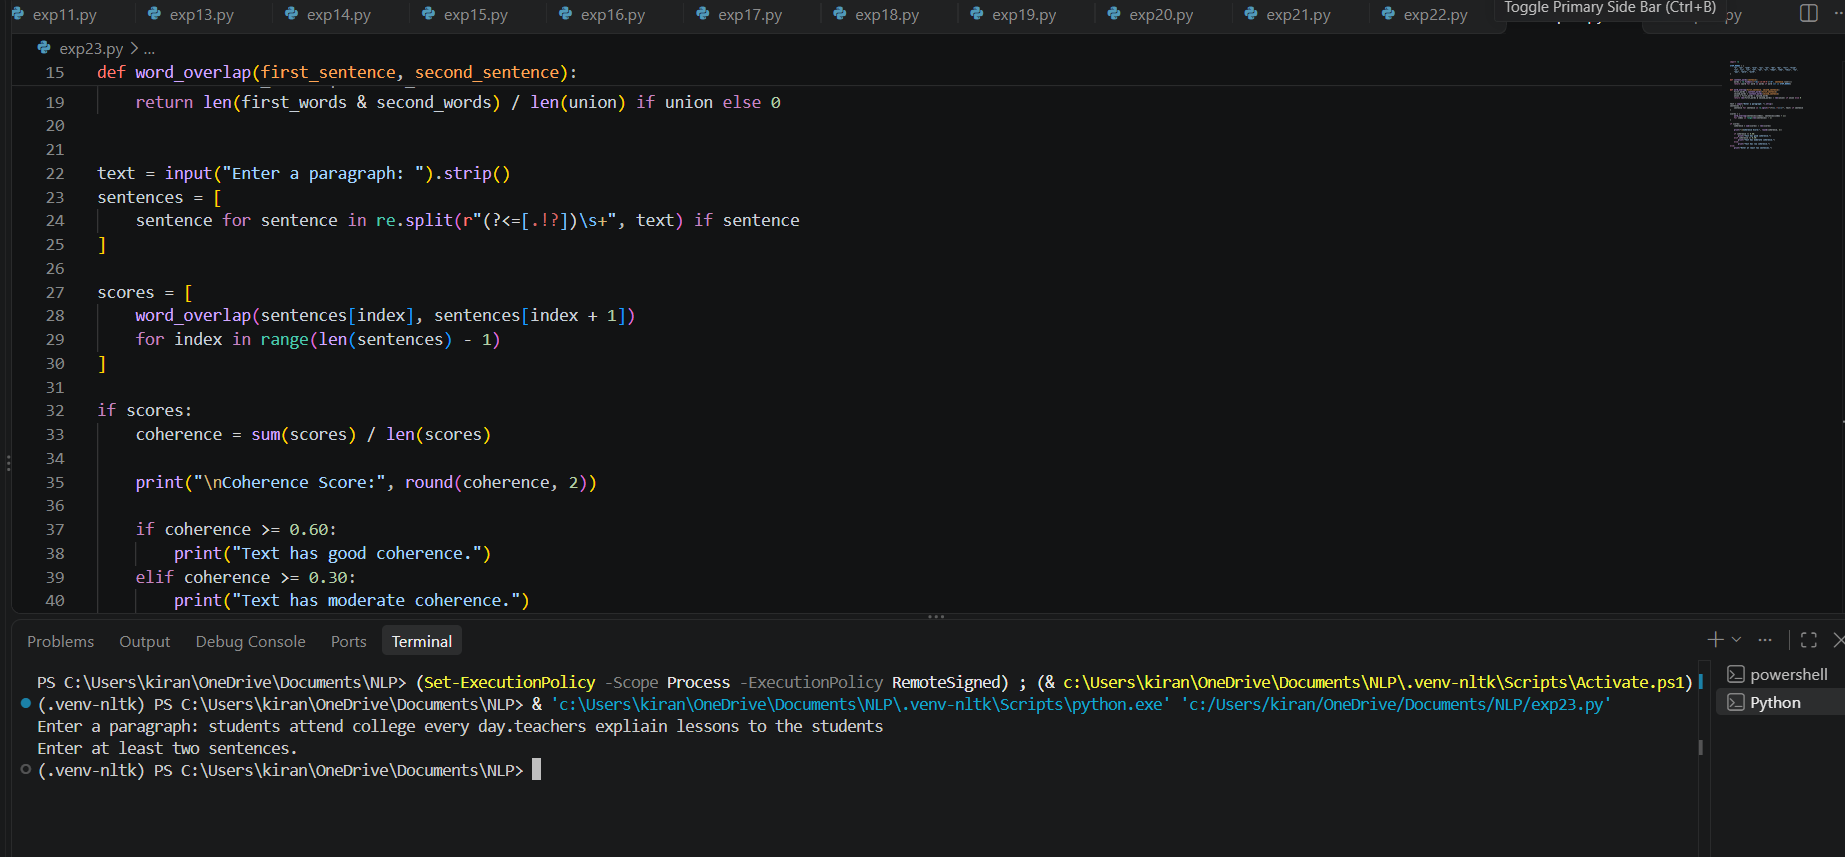 exp11.py exp13.py exp14.py exp15.py exp16.py exp17.py exp18.py exp19.py exp20.py exp21.py exp22.py Toggle Primary Side Bar (Ctrl+B)
exp23.py > ...
15 def word_overlap(first_sentence, second_sentence):
19 return len(first_words & second_words) / len(union) if union else 0
20
21
22 text = input("Enter a paragraph: ").strip()
23 sentences = [
24 sentence for sentence in re.split(r"(?<=[.!?])\s+", text) if sentence
25 ]
26
27 scores = [
28 word_overlap(sentences[index], sentences[index + 1])
29 for index in range(len(sentences) - 1)
30 ]
31
32 if scores:
33 coherence = sum(scores) / len(scores)
34
35 print("\nCoherence Score:", round(coherence, 2))
36
37 if coherence >= 0.60:
38 print("Text has good coherence.")
39 elif coherence >= 0.30:
40 print("Text has moderate coherence.")
Problems Output Debug Console Ports Terminal
PS C:\Users\kiran\OneDrive\Documents\NLP> (Set-ExecutionPolicy -Scope Process -ExecutionPolicy RemoteSigned) ; (& c:\Users\kiran\OneDrive\Documents\NLP\.venv-nltk\Scripts\Activate.ps1)
(.venv-nltk) PS C:\Users\kiran\OneDrive\Documents\NLP> & 'c:\Users\kiran\OneDrive\Documents\NLP\.venv-nltk\Scripts\python.exe' 'c:/Users/kiran/OneDrive/Documents/NLP/exp23.py'
Enter a paragraph: students attend college every day.teachers expliain lessons to the students
Enter at least two sentences.
(.venv-nltk) PS C:\Users\kiran\OneDrive\Documents\NLP>
powershell
Python